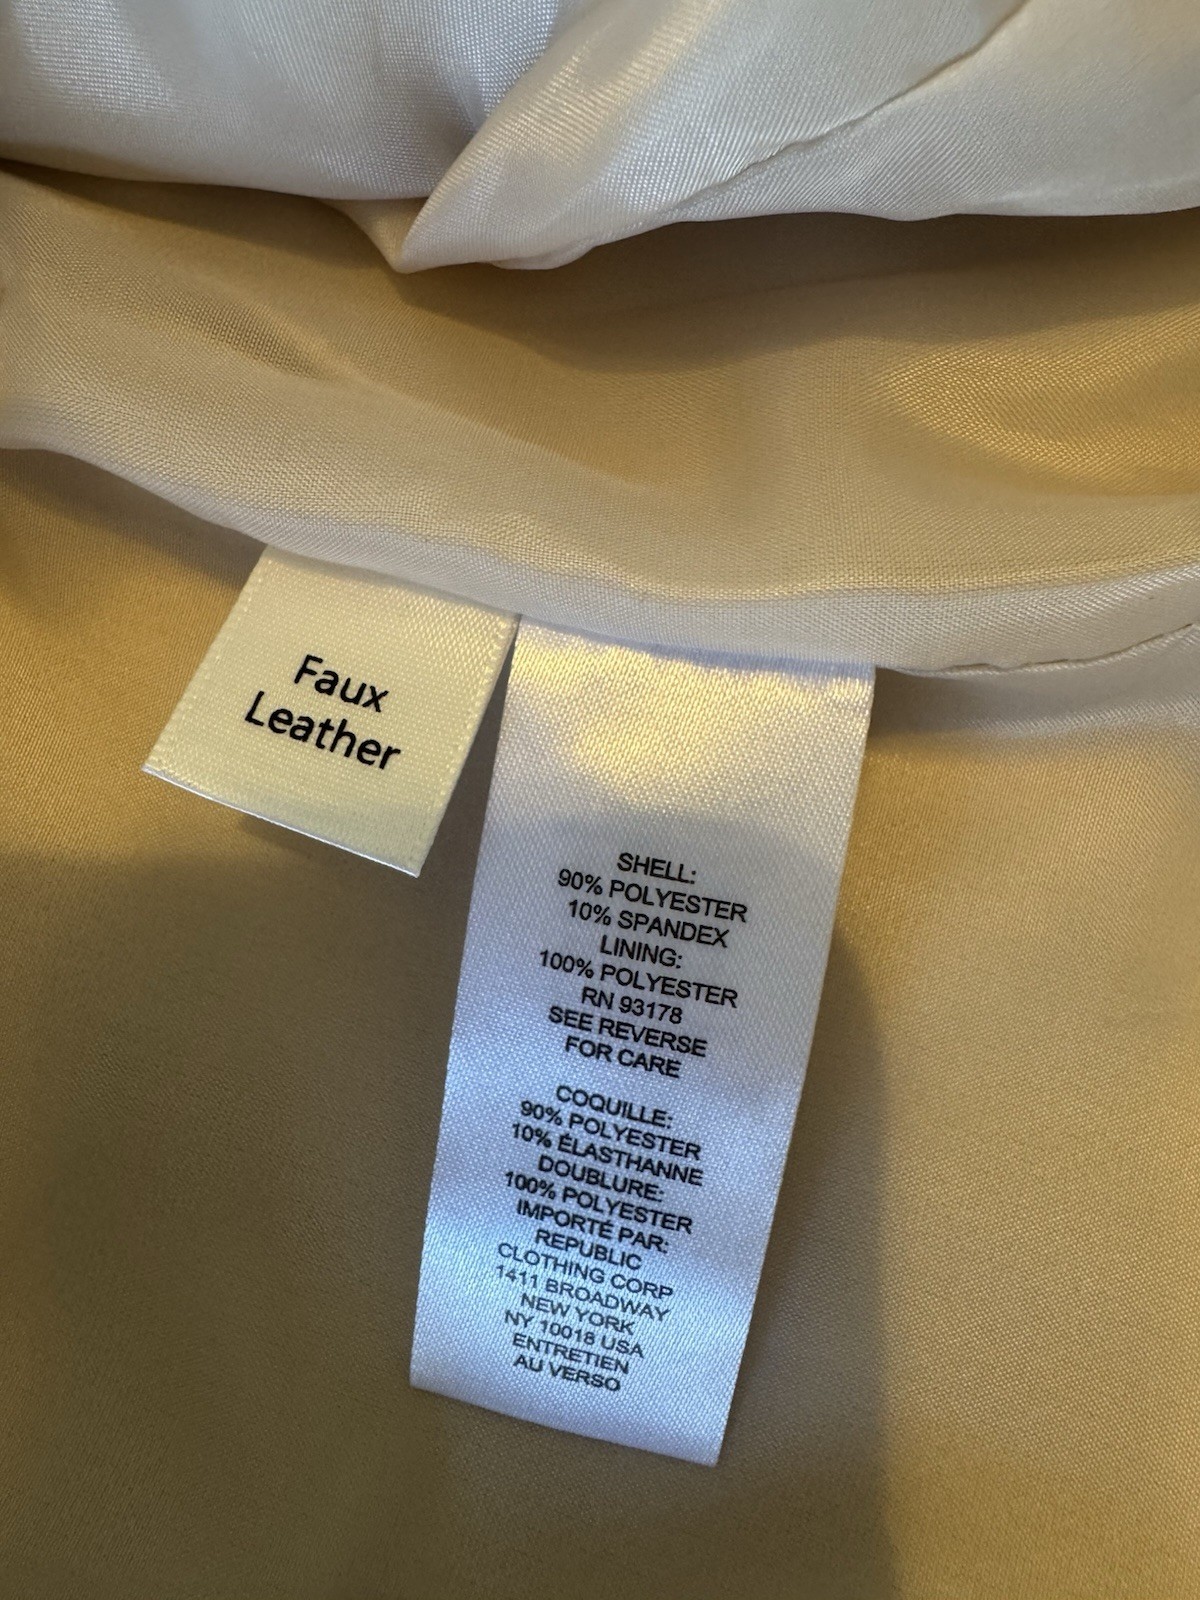 Faux
Leather
SHELL:
90% POLYESTER
10% SPANDEX
LINING:
100% POLYESTER
RN 93178
SEE REVERSE
FOR CARE
COQUILLE:
90% POLYESTER
10% ÉLASTHANNE
DOUBLURE:
100% POLYESTER
IMPORTÉ PAR:
REPUBLIC
CLOTHING CORP
1411 BROADWAY
NEW YORK
NY 10018 USA
ENTRETIEN
AU VERSO